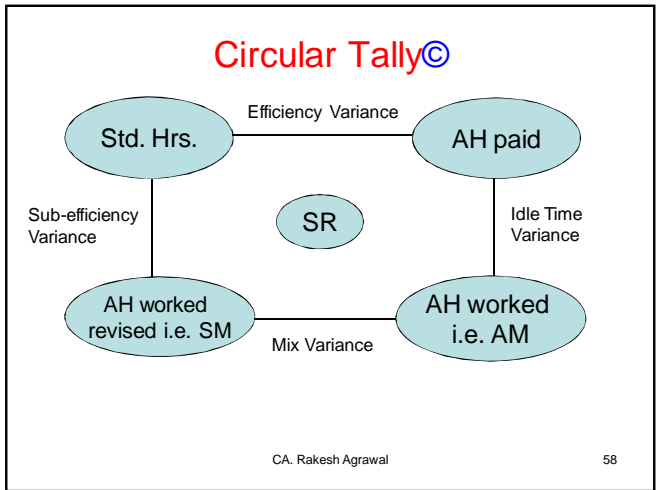 Circular Tally©
Efficiency Variance
Std. Hrs.
AH paid
Sub-efficiency
Variance
SR
Idle Time
Variance
AH worked
revised i.e. SM
AH worked
i.e. AM
Mix Variance
CA. Rakesh Agrawal
58